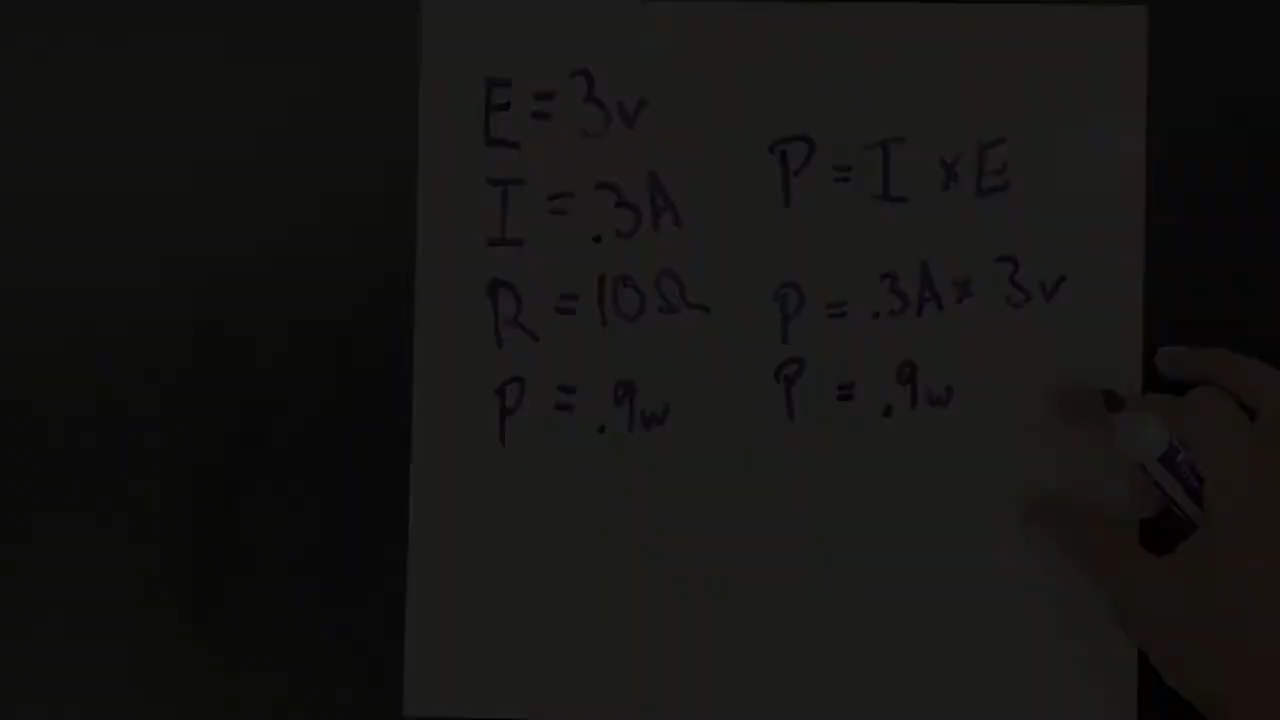 E = 3v
I = .3A
R = 10Ω
P = .9w
P = I × E
P = .3A × 3v
P = .9w